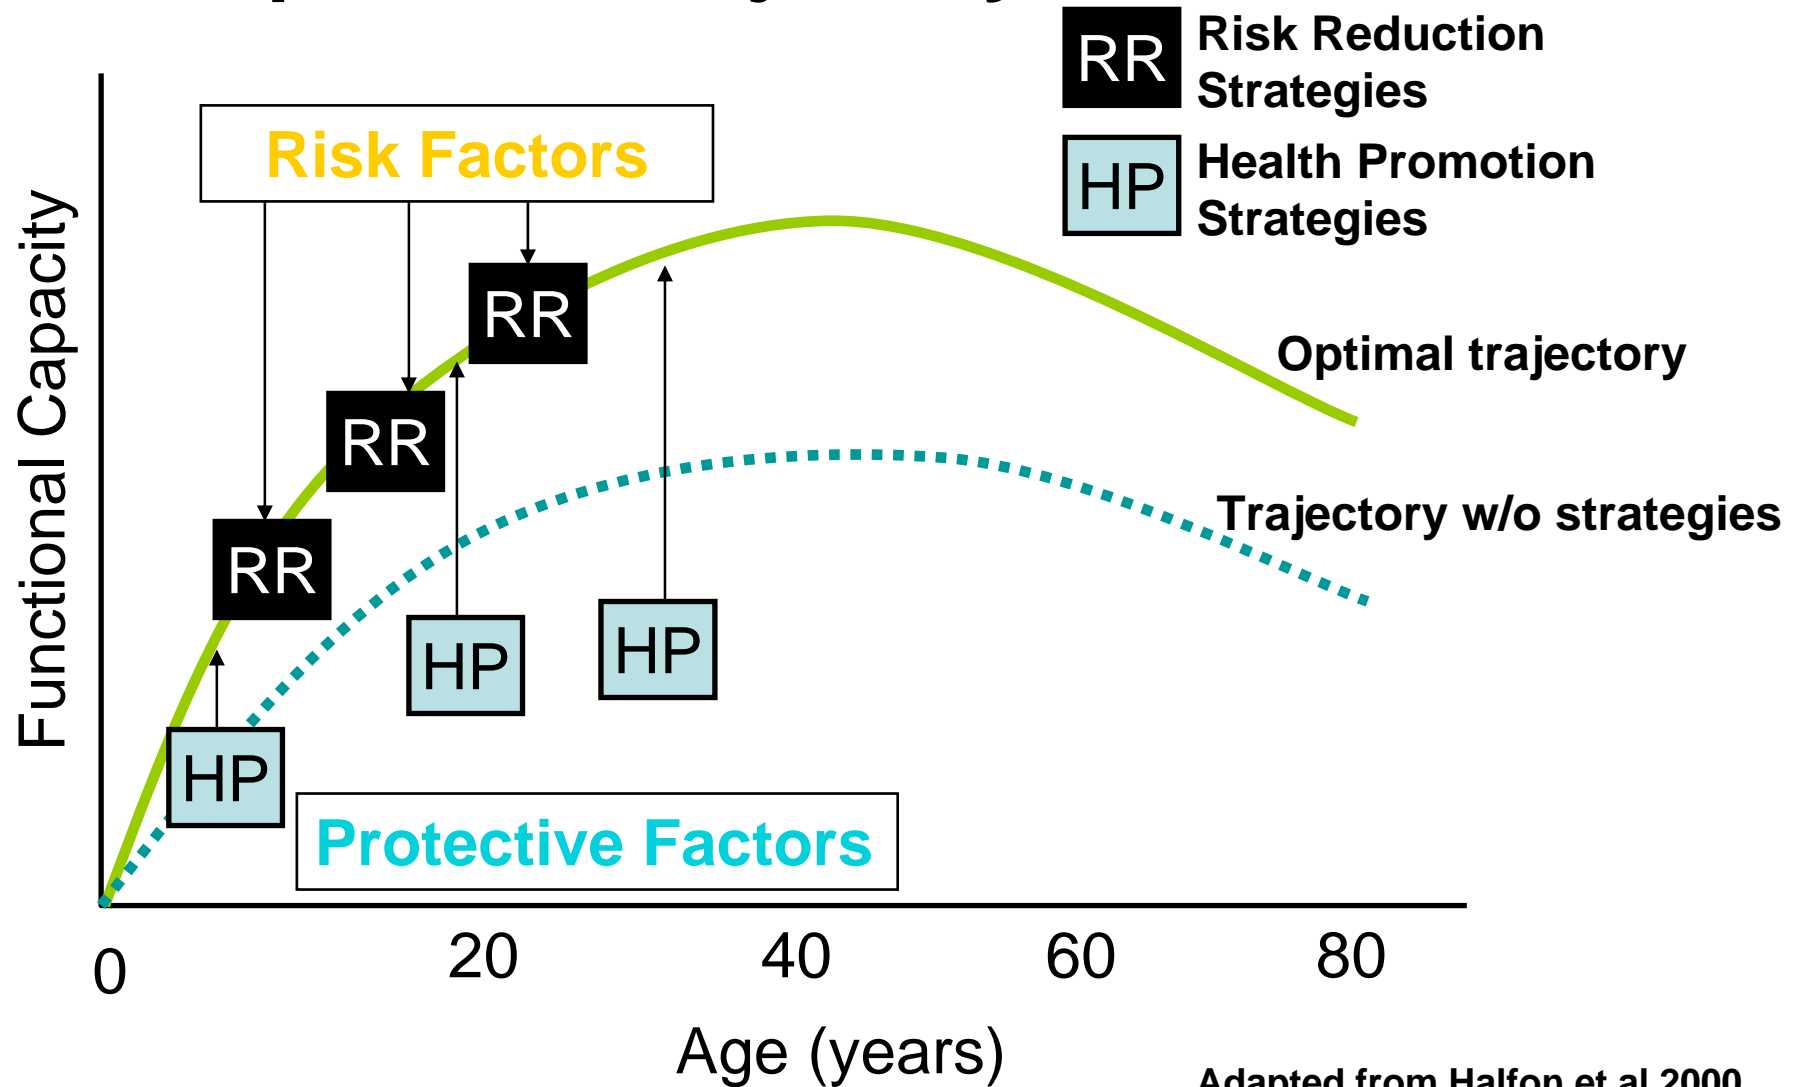 RR
Risk Reduction
Strategies
HP
Health Promotion
Strategies
Risk Factors
Functional Capacity
RR
RR
RR
HP
HP
HP
Optimal trajectory
Trajectory w/o strategies
Protective Factors
0
20
40
60
80
Age (years)
Adapted from Halfon et al 2000